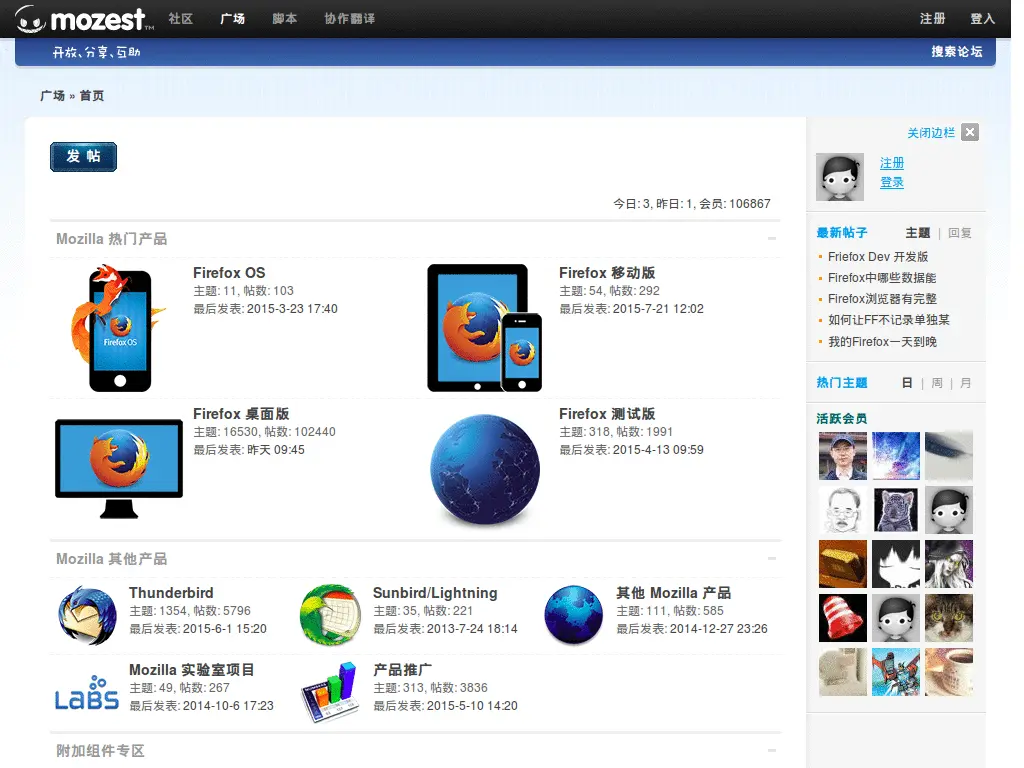 mozest™ 社区 广场 脚本 协作翻译 注册 登入
开放、分享、互助 搜索论坛
广场 » 首页
关闭边栏
发 帖
注册
登录
今日: 3, 昨日: 1, 会员: 106867
最新帖子 主题 | 回复
Friefox Dev 开发版
Firefox中哪些数据能
Firefox浏览器有完整
如何让FF不记录单独某
我的Firefox一天到晚
热门主题 日 | 周 | 月
活跃会员
Mozilla 热门产品
Firefox OS
主题: 11, 帖数: 103
最后发表: 2015-3-23 17:40
Firefox OS
Firefox 移动版
主题: 54, 帖数: 292
最后发表: 2015-7-21 12:02
Firefox 桌面版
主题: 16530, 帖数: 102440
最后发表: 昨天 09:45
Firefox 测试版
主题: 318, 帖数: 1991
最后发表: 2015-4-13 09:59
Mozilla 其他产品
Thunderbird
主题: 1354, 帖数: 5796
最后发表: 2015-6-1 15:20
Sunbird/Lightning
主题: 35, 帖数: 221
最后发表: 2013-7-24 18:14
其他 Mozilla 产品
主题: 111, 帖数: 585
最后发表: 2014-12-27 23:26
LABS
Mozilla 实验室项目
主题: 49, 帖数: 267
最后发表: 2014-10-6 17:23
产品推广
主题: 313, 帖数: 3836
最后发表: 2015-5-10 14:20
附加组件专区